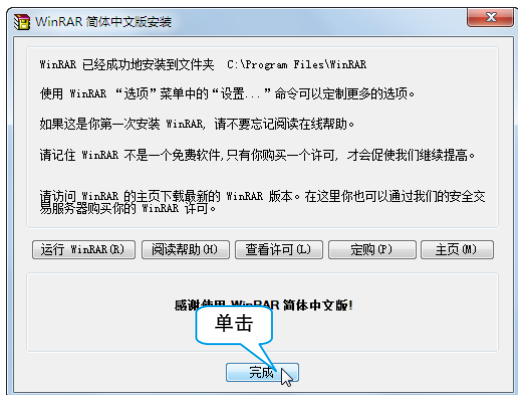 WinRAR 简体中文版安装
WinRAR 已经成功地安装到文件夹 C:\Program Files\WinRAR
使用 WinRAR “选项”菜单中的“设置...”命令可以定制更多的选项。
如果这是你第一次安装 WinRAR, 请不要忘记阅读在线帮助。
请记住 WinRAR 不是一个免费软件,只有你购买一个许可, 才会促使我们继续提高。
请访问 WinRAR 的主页下载最新的 WinRAR 版本。在这里你也可以通过我们的安全交
易服务器购买你的 WinRAR 许可。
运行 WinRAR(R) 阅读帮助(H) 查看许可(L) 定购(P) 主页(M)
感谢使用 WinRAR 简体中文版!
单击
完成